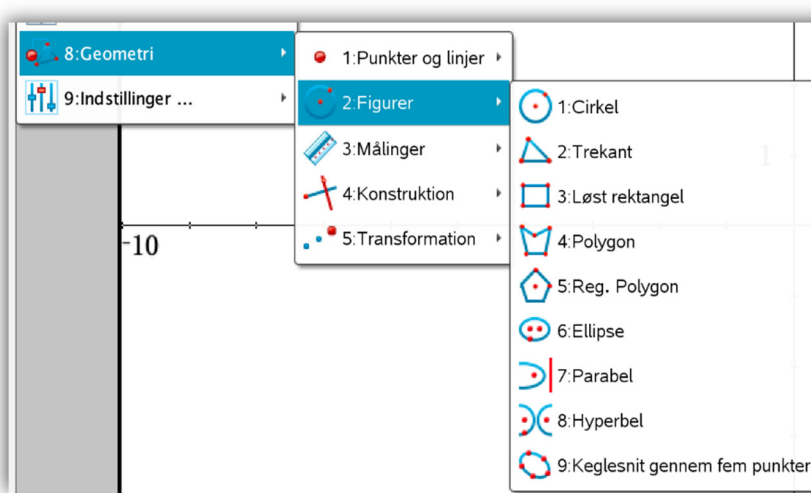 8:Geometri
9:Indstillinger ...
1:Punkter og linjer
2:Figurer
3:Målinger
4:Konstruktion
5:Transformation
1:Cirkel
2:Trekant
3:Løst rektangel
4:Polygon
5:Reg. Polygon
6:Ellipse
7:Parabel
8:Hyperbel
9:Keglesnit gennem fem punkter
1
-10